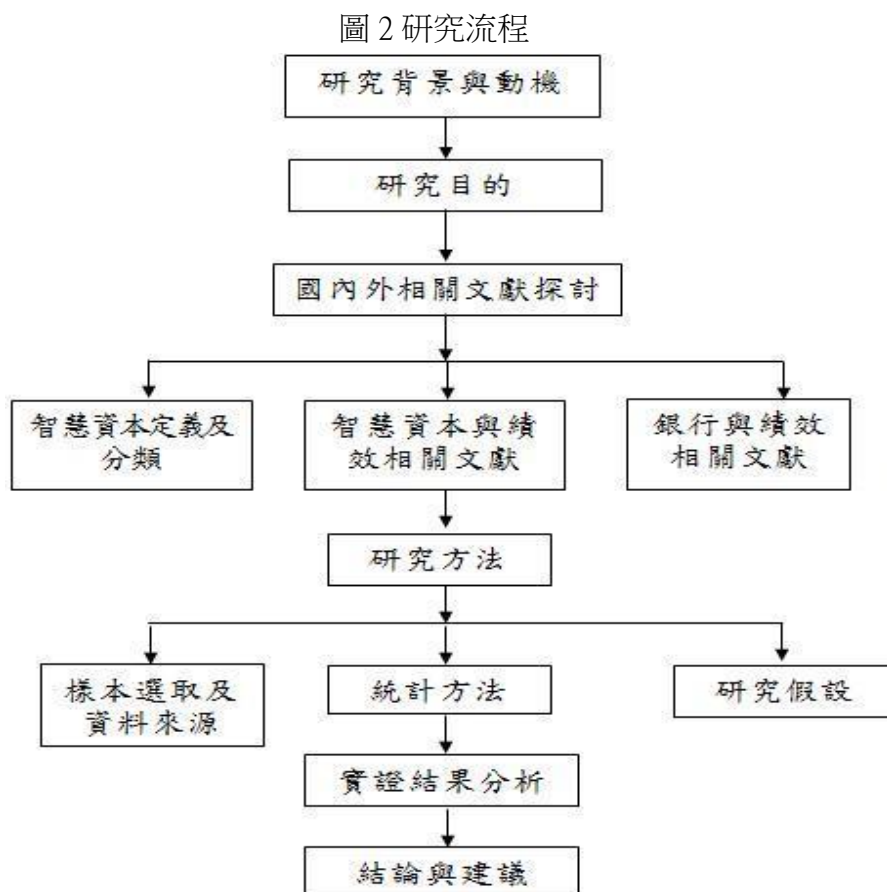 圖 2 研究流程
研究背景與動機
研究目的
國內外相關文獻探討
智慧資本定義及
分類
智慧資本與績
效相關文獻
銀行與績效
相關文獻
研究方法
樣本選取及
資料來源
統計方法
研究假設
實證結果分析
結論與建議